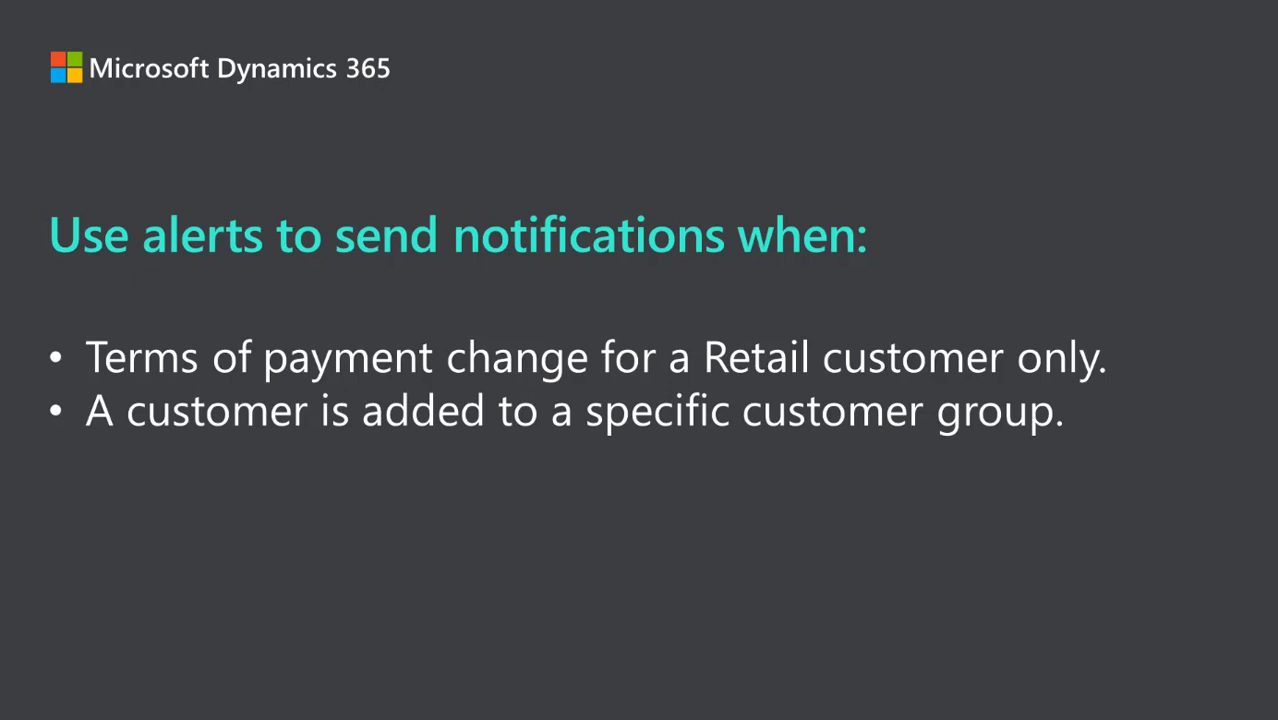 Microsoft Dynamics 365
Use alerts to send notifications when:
• Terms of payment change for a Retail customer only.
• A customer is added to a specific customer group.